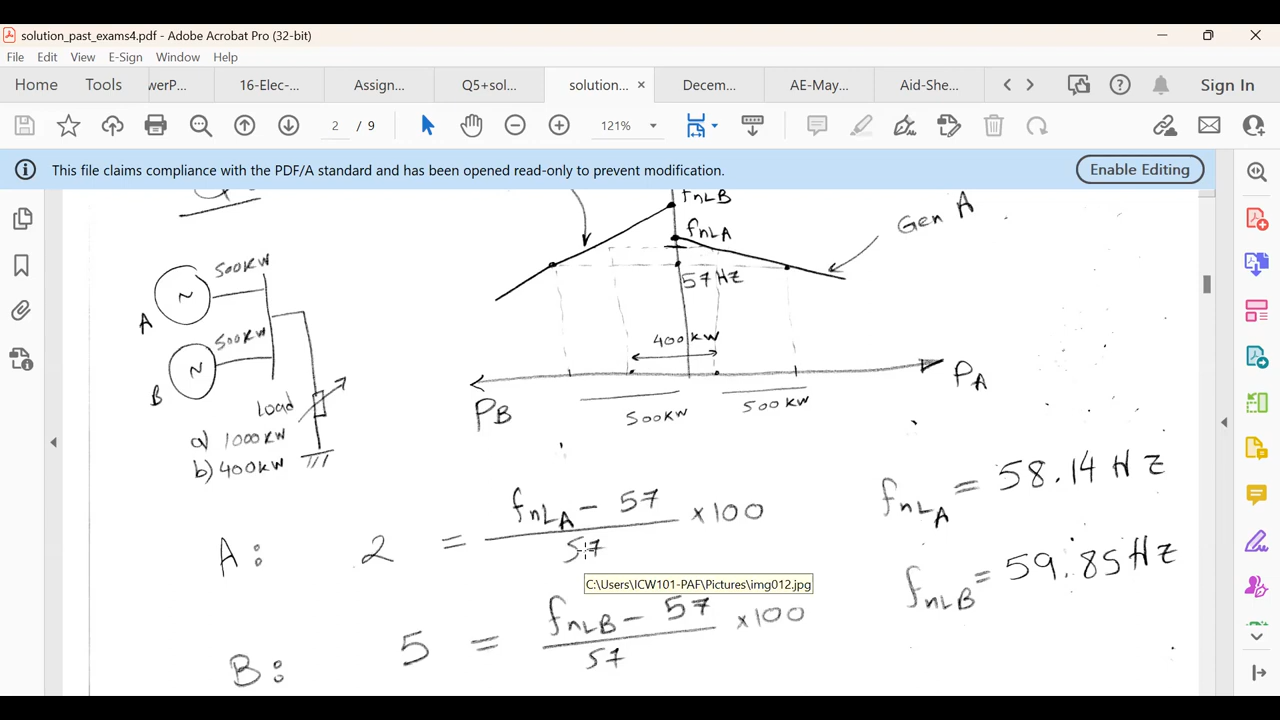 solution_past_exams4.pdf - Adobe Acrobat Pro (32-bit)
File Edit View E-Sign Window Help
Home Tools werP... 16-Elec-... Assign... Q5+sol... solution... × Decem... AE-May... Aid-She... Sign In
2 / 9 121%
This file claims compliance with the PDF/A standard and has been opened read-only to prevent modification. Enable Editing
fnLB
fnLA
Gen A
57 HZ
500KW
A
500KW
B
Load
a) 1000KW
b) 400KW
400KW
PB
PA
500KW
500KW
A: 2 = fnLA - 57 / 57 ×100
fnLA = 58.14 HZ
C:\Users\ICW101-PAF\Pictures\img012.jpg
B: 5 = fnLB - 57 / 57 ×100
fnLB = 59.85 HZ